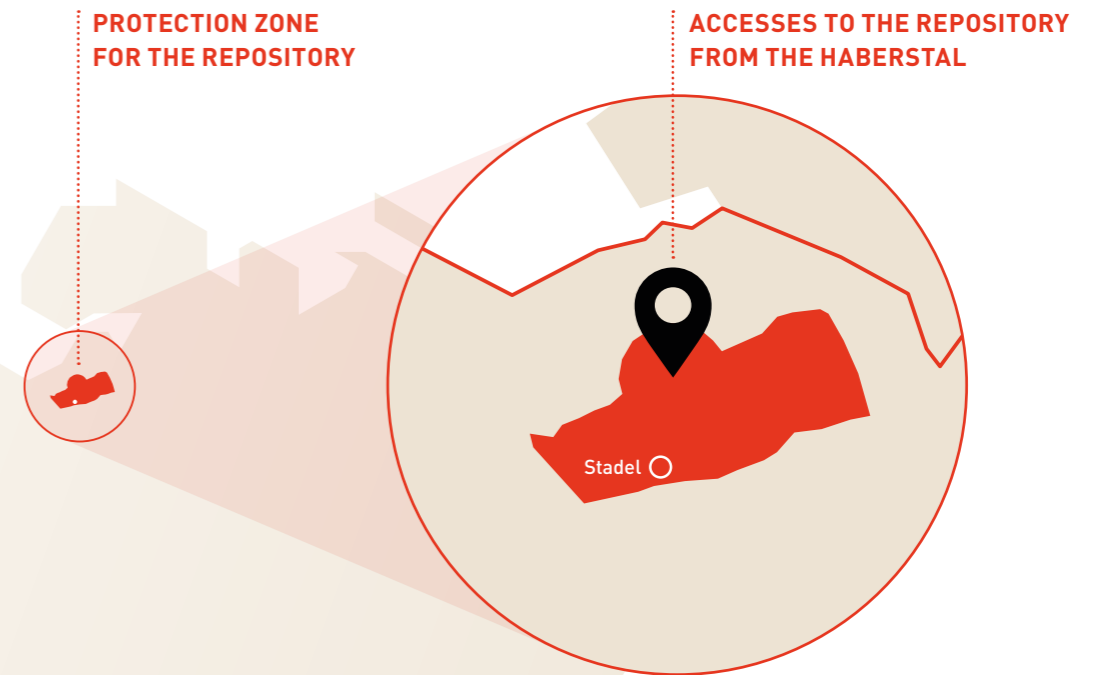 PROTECTION ZONE
FOR THE REPOSITORY
ACCESSES TO THE REPOSITORY
FROM THE HABERSTAL
Stadel